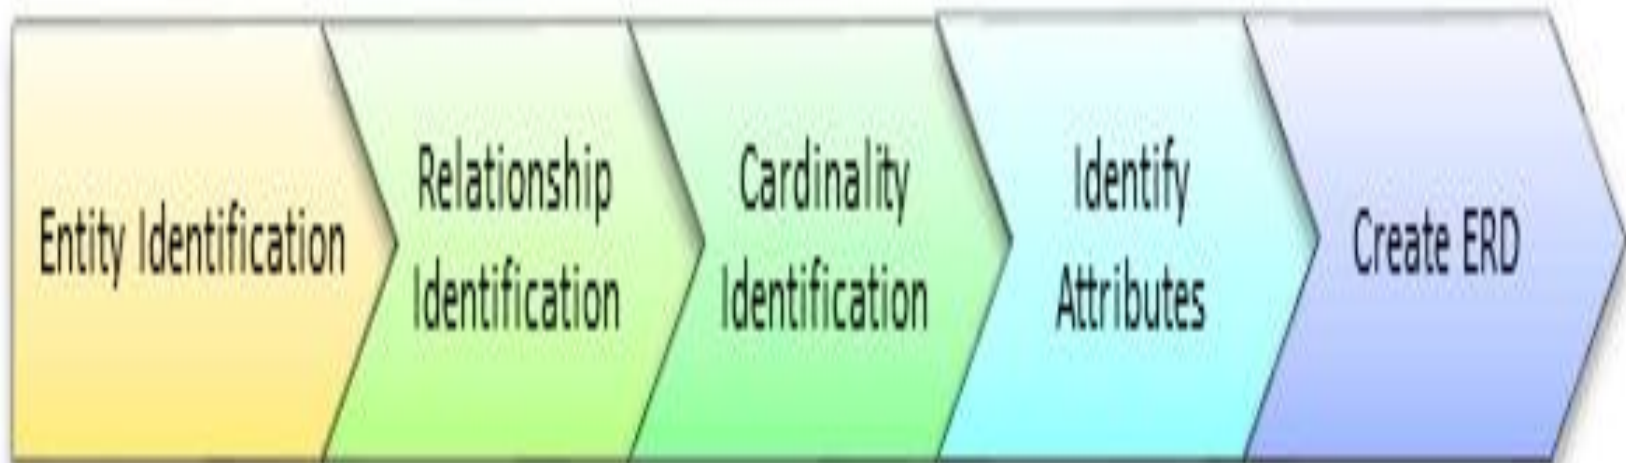 Entity Identification
Relationship
Identification
Cardinality
Identification
Identify
Attributes
Create ERD